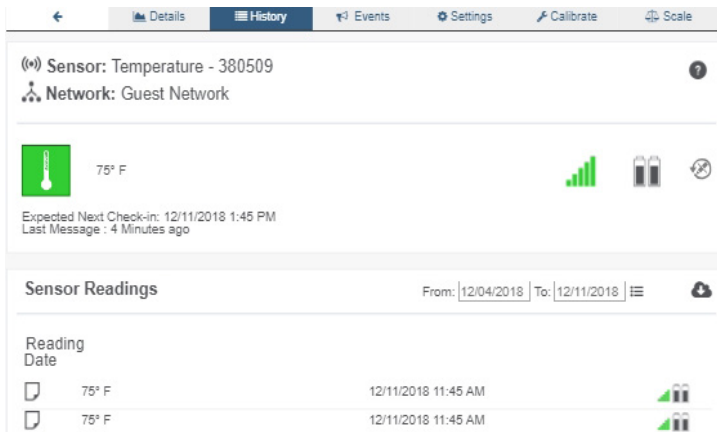 Details History Events Settings Calibrate Scale
Sensor: Temperature - 380509
Network: Guest Network
75° F
Expected Next Check-in: 12/11/2018 1:45 PM
Last Message : 4 Minutes ago
Sensor Readings From: 12/04/2018 To: 12/11/2018
Reading
Date
75° F 12/11/2018 11:45 AM
75° F 12/11/2018 11:45 AM